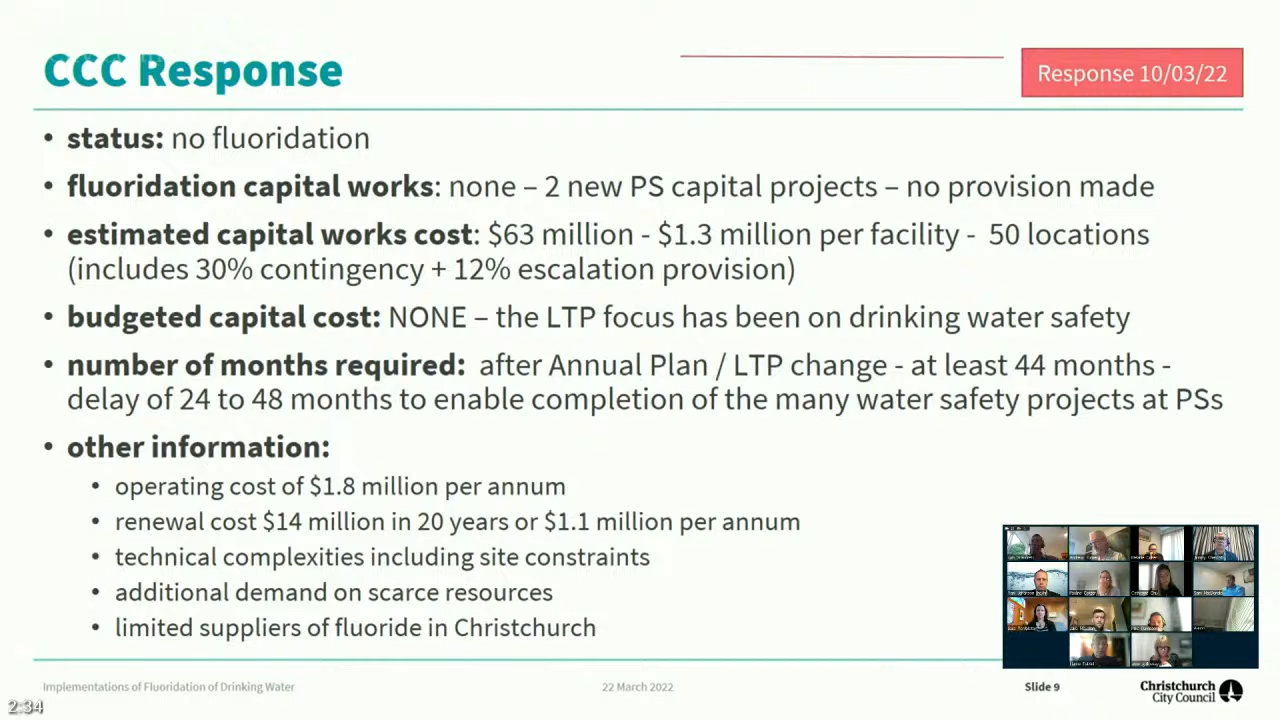 CCC Response
Response 10/03/22
• status: no fluoridation
• fluoridation capital works: none – 2 new PS capital projects – no provision made
• estimated capital works cost: $63 million - $1.3 million per facility - 50 locations
(includes 30% contingency + 12% escalation provision)
• budgeted capital cost: NONE – the LTP focus has been on drinking water safety
• number of months required: after Annual Plan / LTP change - at least 44 months -
delay of 24 to 48 months to enable completion of the many water safety projects at PSs
• other information:
• operating cost of $1.8 million per annum
• renewal cost $14 million in 20 years or $1.1 million per annum
• technical complexities including site constraints
• additional demand on scarce resources
• limited suppliers of fluoride in Christchurch
Implementations of Fluoridation of Drinking Water
22 March 2022
Slide 9
Christchurch
City Council
2:34